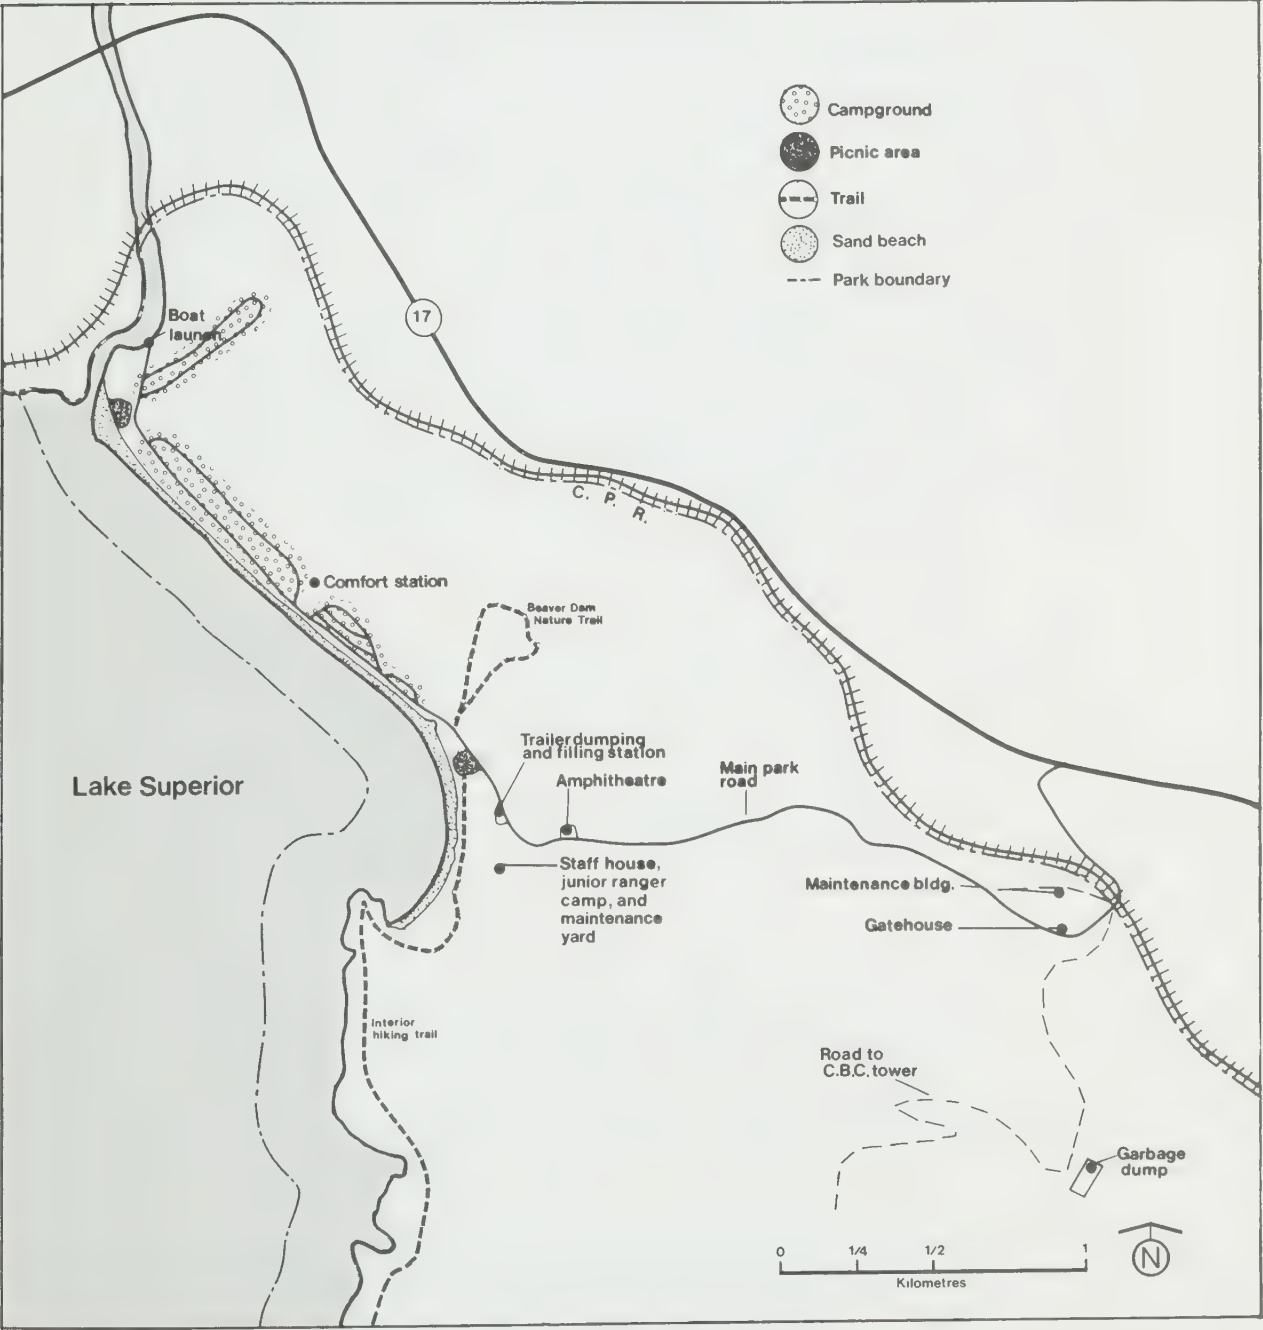 Campground
Picnic area
Trail
Sand beach
Park boundary
17
Boat
launch
C. P. R.
Comfort station
Beaver Dam
Nature Trail
Trailer dumping
and filling station
Amphitheatre
Main park
road
Lake Superior
Staff house,
junior ranger
camp, and
maintenance
yard
Maintenance bldg.
Gatehouse
Interior
hiking trail
Road to
C.B.C. tower
Garbage
dump
0 1/4 1/2 1
Kilometres
N